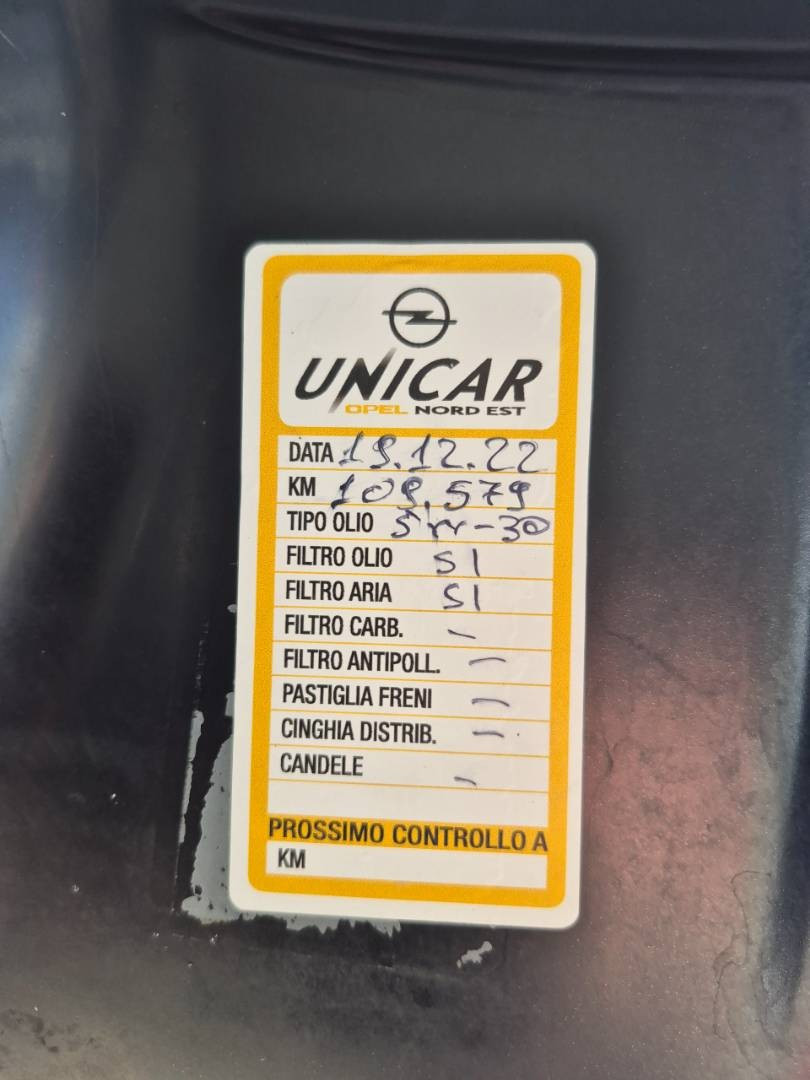 UNICAR
OPEL NORD EST
DATA 19.12.22
KM 109.579
TIPO OLIO 5W-30
FILTRO OLIO SI
FILTRO ARIA SI
FILTRO CARB. -
FILTRO ANTIPOLL. -
PASTIGLIA FRENI -
CINGHIA DISTRIB. -
CANDELE -
PROSSIMO CONTROLLO A
KM